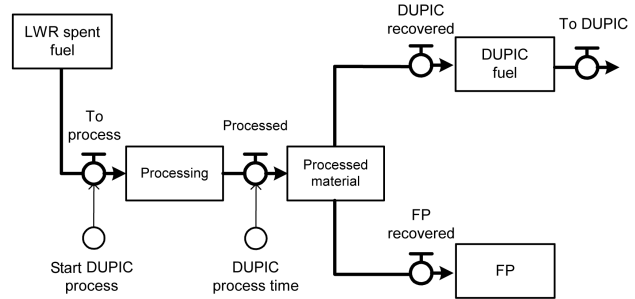 LWR spent
fuel
To
process
Processing
Processed
Processed
material
DUPIC
recovered
DUPIC
fuel
To DUPIC
FP
recovered
FP
Start DUPIC
process
DUPIC
process time